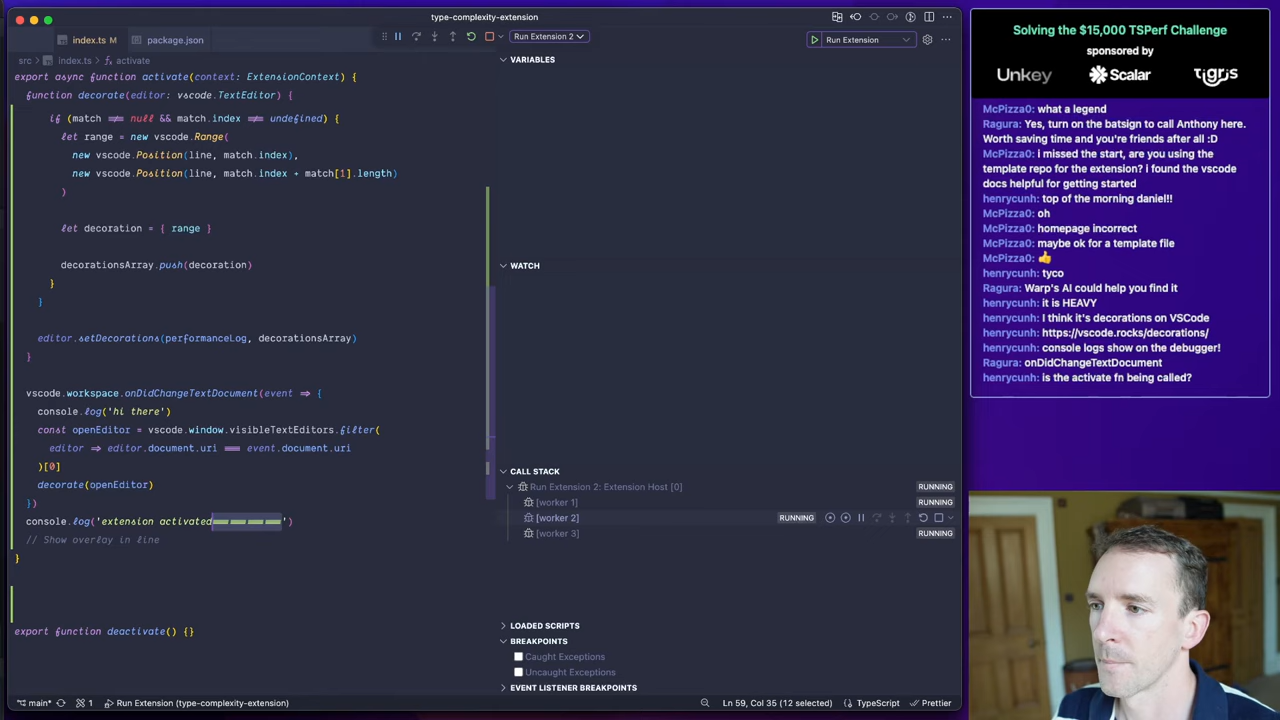 type-complexity-extension
index.ts M
package.json
Run Extension 2
Run Extension
src > index.ts > activate
export async function activate(context: ExtensionContext) {
function decorate(editor: vscode.TextEditor) {
if (match !== null && match.index !== undefined) {
let range = new vscode.Range(
new vscode.Position(line, match.index),
new vscode.Position(line, match.index + match[1].length)
)
let decoration = { range }
decorationsArray.push(decoration)
}
}
editor.setDecorations(performanceLog, decorationsArray)
}
vscode.workspace.onDidChangeTextDocument(event => {
console.log('hi there')
const openEditor = vscode.window.visibleTextEditors.filter(
editor => editor.document.uri === event.document.uri
)[0]
decorate(openEditor)
})
console.log('extension activated============')
// Show overlay in line
}
export function deactivate() {}
VARIABLES
WATCH
CALL STACK
Run Extension 2: Extension Host [0] RUNNING
[worker 1] RUNNING
[worker 2] RUNNING
[worker 3] RUNNING
LOADED SCRIPTS
BREAKPOINTS
Caught Exceptions
Uncaught Exceptions
EVENT LISTENER BREAKPOINTS
main* 1 Run Extension (type-complexity-extension)
Ln 59, Col 35 (12 selected) TypeScript Prettier
Solving the $15,000 TSPerf Challenge
sponsored by
Unkey Scalar tigris
McPizza0: what a legend
Ragura: Yes, turn on the batsign to call Anthony here.
Worth saving time and you're friends after all :D
McPizza0: i missed the start, are you using the
template repo for the extension? i found the vscode
docs helpful for getting started
henrycunh: top of the morning daniel!!
McPizza0: oh
McPizza0: homepage incorrect
McPizza0: maybe ok for a template file
McPizza0: 👍
henrycunh: tyco
Ragura: Warp's AI could help you find it
henrycunh: it is HEAVY
henrycunh: I think it's decorations on VSCode
henrycunh: https://vscode.rocks/decorations/
henrycunh: console logs show on the debugger!
Ragura: onDidChangeTextDocument
henrycunh: is the activate fn being called?